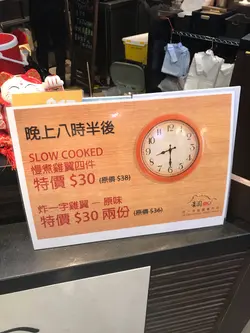 晚上八時半後
SLOW COOKED
慢煮雞翼四件
特價 $30 (原價 $38)
炸一字雞翼 — 原味
特價 $30 兩份 (原價 $36)